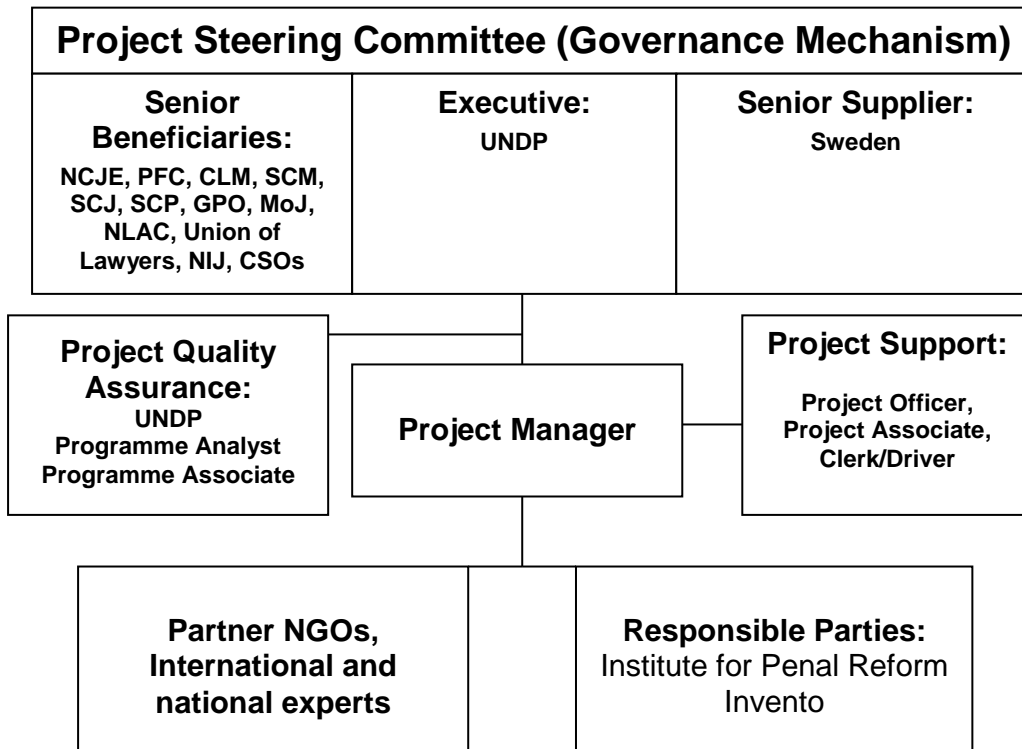 Project Steering Committee (Governance Mechanism)
Senior
Beneficiaries:
NCJE, PFC, CLM, SCM,
SCJ, SCP, GPO, MoJ,
NLAC, Union of
Lawyers, NIJ, CSOs
Executive:
UNDP
Senior Supplier:
Sweden
Project Quality
Assurance:
UNDP
Programme Analyst
Programme Associate
Project Manager
Project Support:
Project Officer,
Project Associate,
Clerk/Driver
Partner NGOs,
International and
national experts
Responsible Parties:
Institute for Penal Reform
Invento